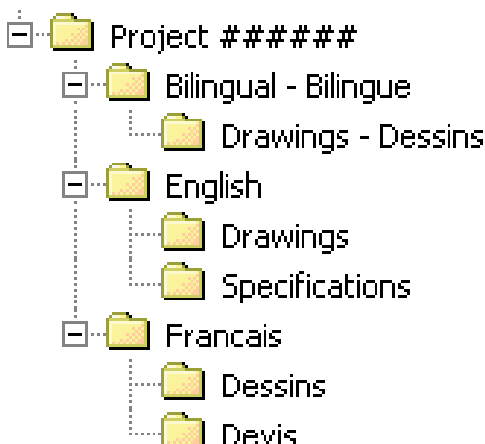 Project ######
Bilingual - Bilingue
Drawings - Dessins
English
Drawings
Specifications
Francais
Dessins
Devis